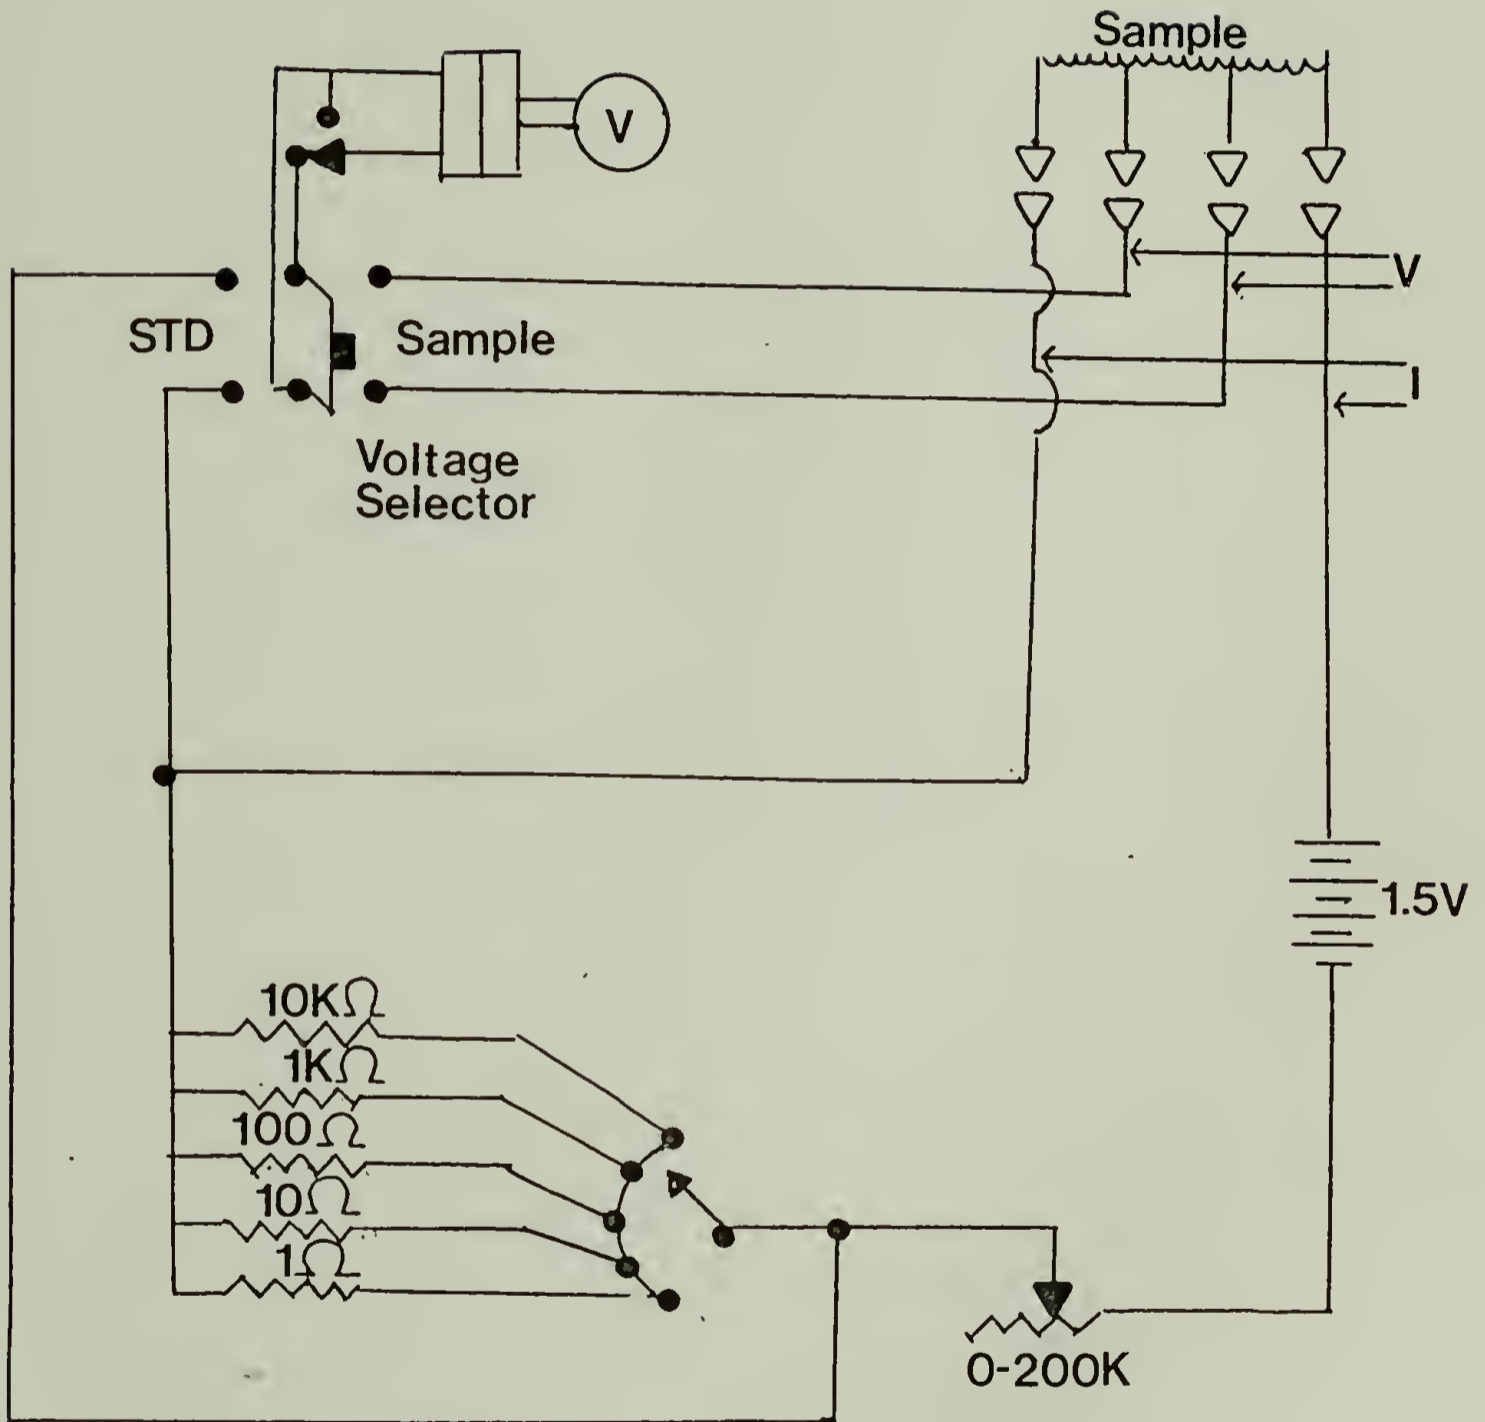 Sample
V
V
STD
Sample
I
Voltage
Selector
1.5V
10KΩ
1KΩ
100Ω
10Ω
1Ω
0-200K